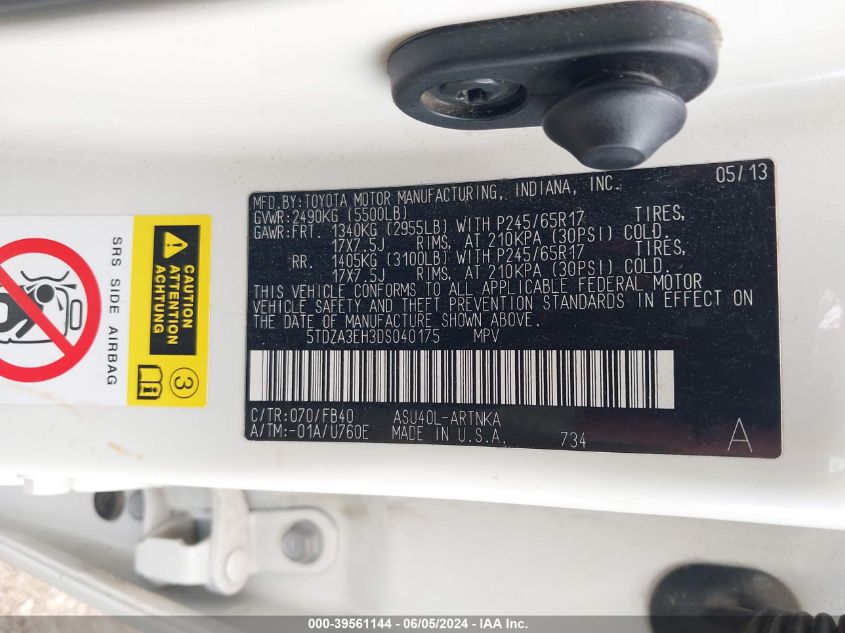 MFD.BY:TOYOTA MOTOR MANUFACTURING, INDIANA, INC. 05/13
GVWR:2490KG (5500LB)
GAWR:FRT. 1340KG (2955LB) WITH P245/65R17 TIRES,
17X7.5J RIMS, AT 210KPA (30PSI) COLD.
RR. 1405KG (3100LB) WITH P245/65R17 TIRES,
17X7.5J RIMS, AT 210KPA (30PSI) COLD.
THIS VEHICLE CONFORMS TO ALL APPLICABLE FEDERAL MOTOR
VEHICLE SAFETY AND THEFT PREVENTION STANDARDS IN EFFECT ON
THE DATE OF MANUFACTURE SHOWN ABOVE.
5TDZA3EH3DS040175 MPV
C/TR:070/FB40 ASU40L-ARTNKA
A/TM:-01A/U760E MADE IN U.S.A. 734 A
SRS SIDE AIRBAG
CAUTION
ATTENTION
ACHTUNG
3
000-39561144 - 06/05/2024 - IAA Inc.